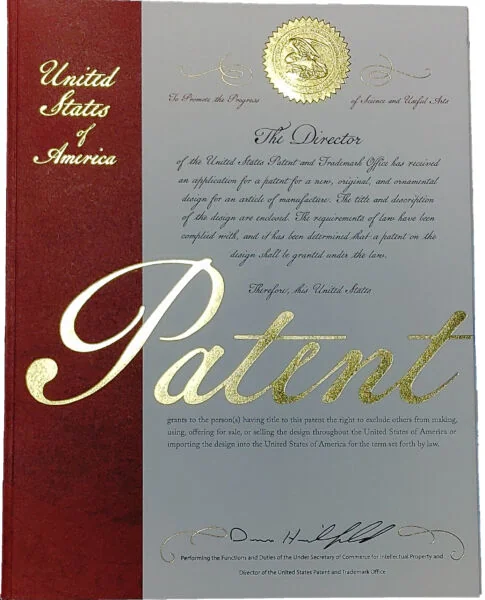 United
States
of
America
To Promote the Progress
of Science and Useful Arts
The Director
of the United States Patent and Trademark Office has received
an application for a patent for a new, original, and ornamental
design for an article of manufacture. The title and description
of the design are enclosed. The requirements of law have been
complied with, and it has been determined that a patent on the
design shall be granted under the law.
Therefore, this United States
Patent
grants to the person(s) having title to this patent the right to exclude others from making,
using, offering for sale, or selling the design throughout the United States of America or
importing the design into the United States of America for the term set forth by law.
Performing the Functions and Duties of the Under Secretary of Commerce for Intellectual Property and
Director of the United States Patent and Trademark Office